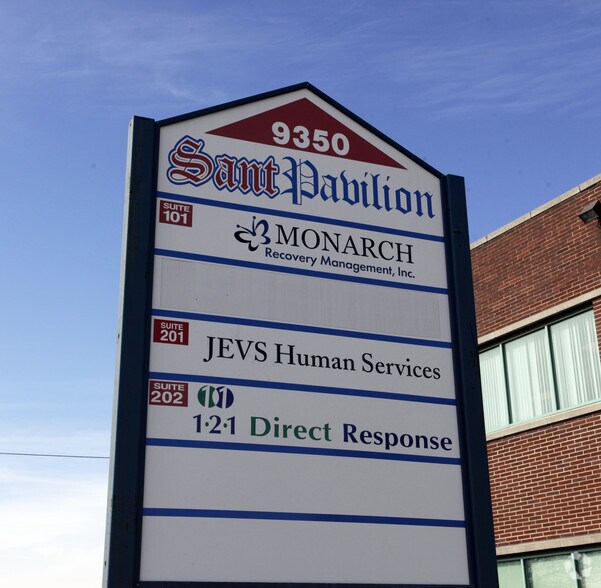 9350
Sant Pavilion
SUITE
101
MONARCH
Recovery Management, Inc.
SUITE
201
JEVS Human Services
SUITE
202
1·2·1 Direct Response